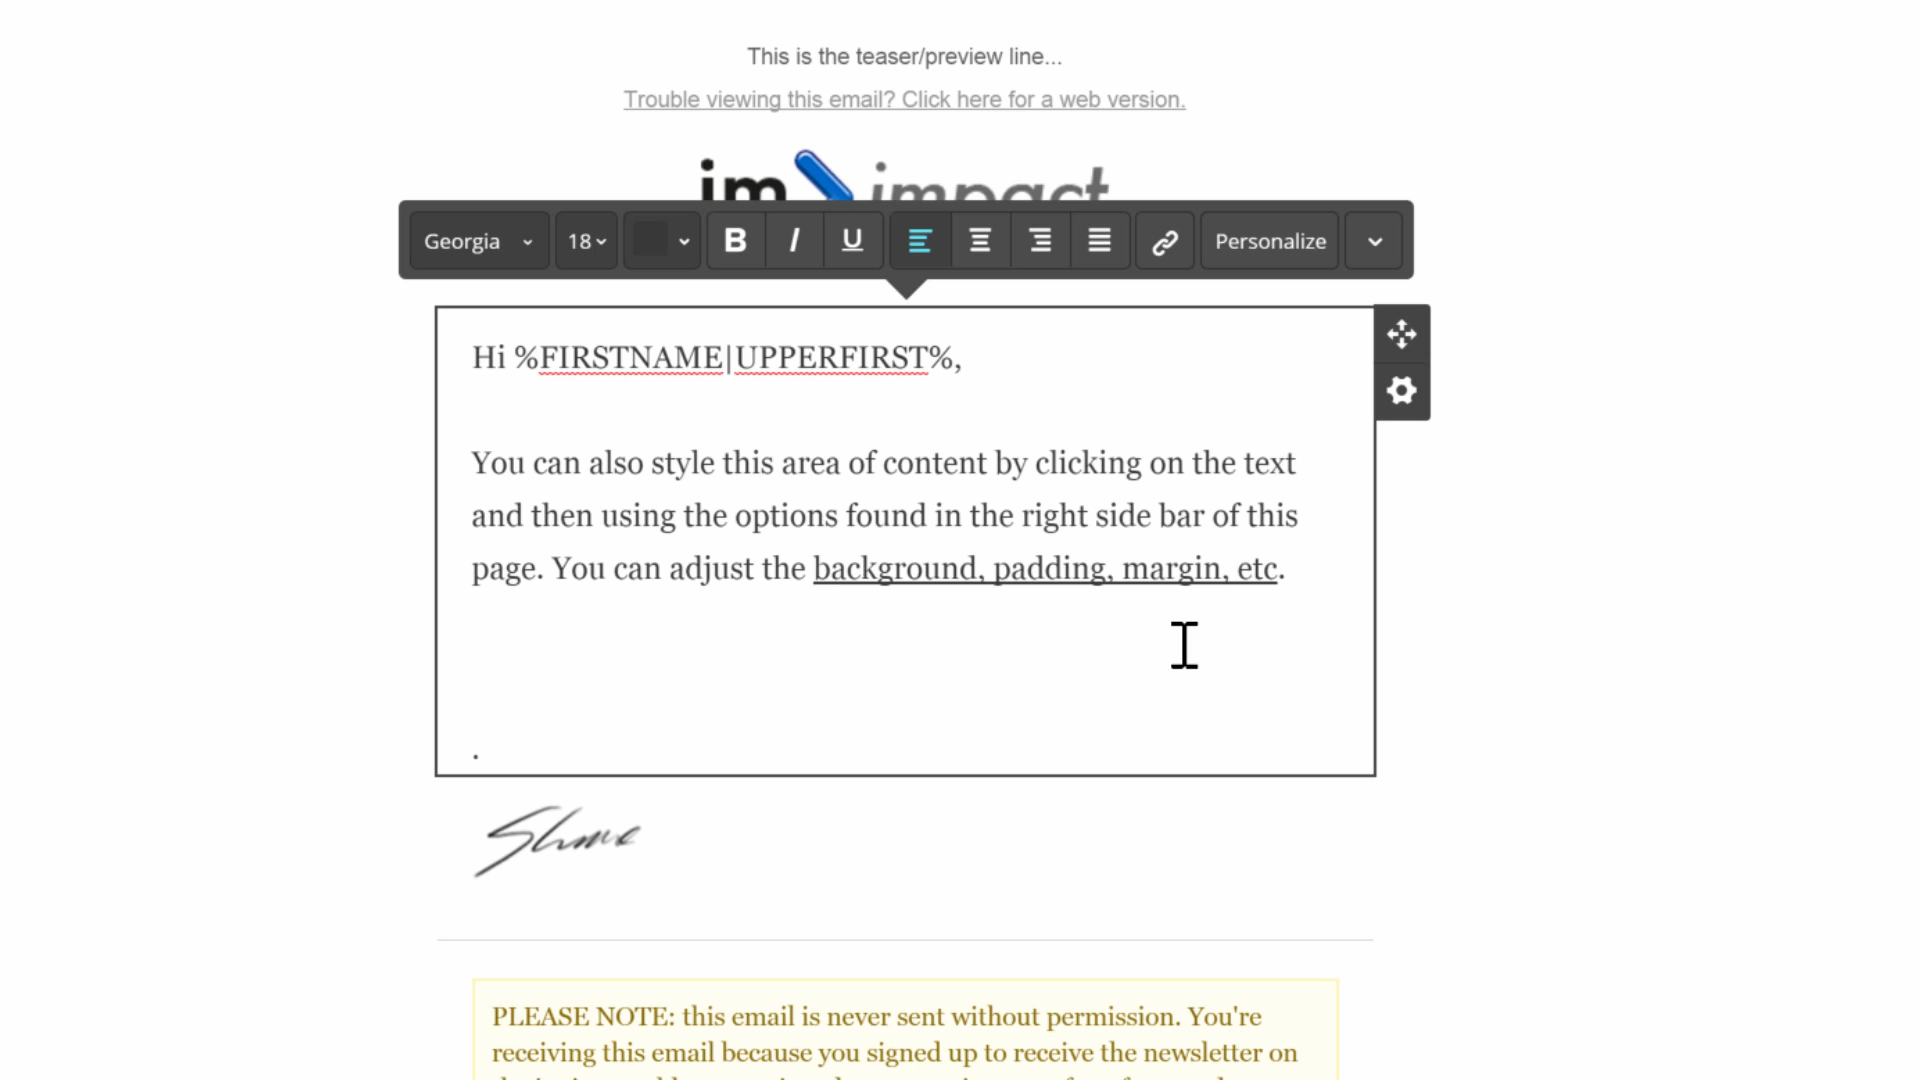 This is the teaser/preview line...
Trouble viewing this email? Click here for a web version.
im impact
Georgia 18 B I U Personalize
Hi %FIRSTNAME|UPPERFIRST%,
You can also style this area of content by clicking on the text
and then using the options found in the right side bar of this
page. You can adjust the background, padding, margin, etc.
.
Shane
PLEASE NOTE: this email is never sent without permission. You're
receiving this email because you signed up to receive the newsletter on